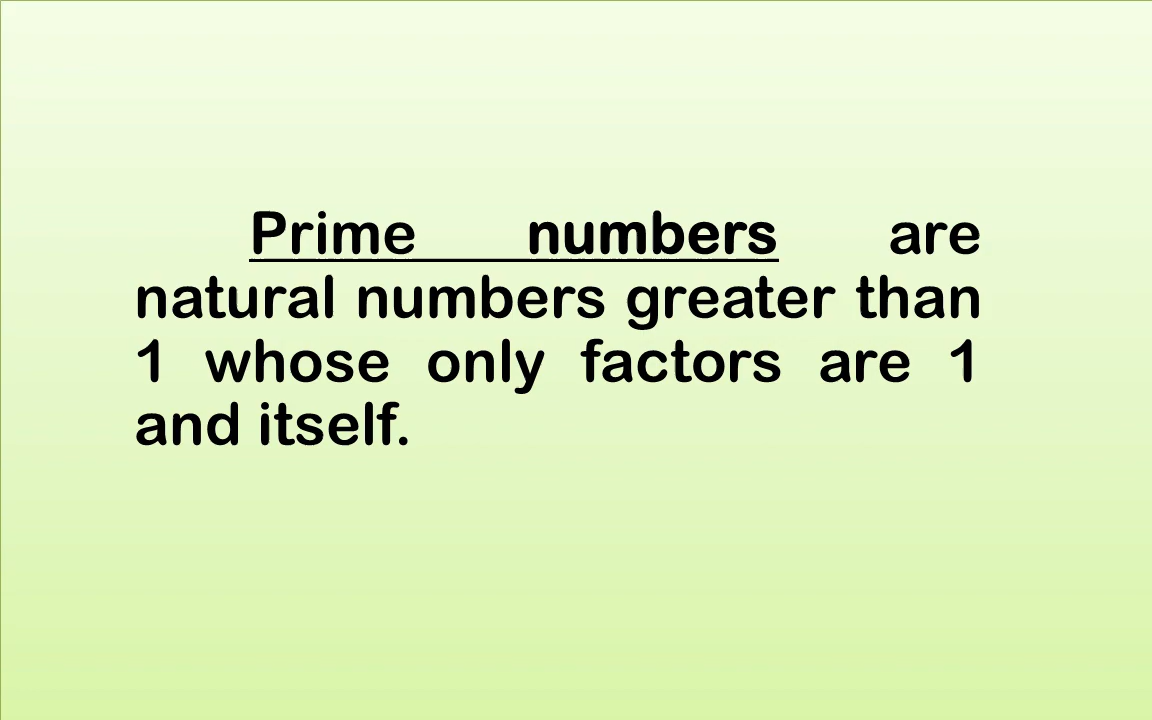 Prime numbers are
natural numbers greater than
1 whose only factors are 1
and itself.